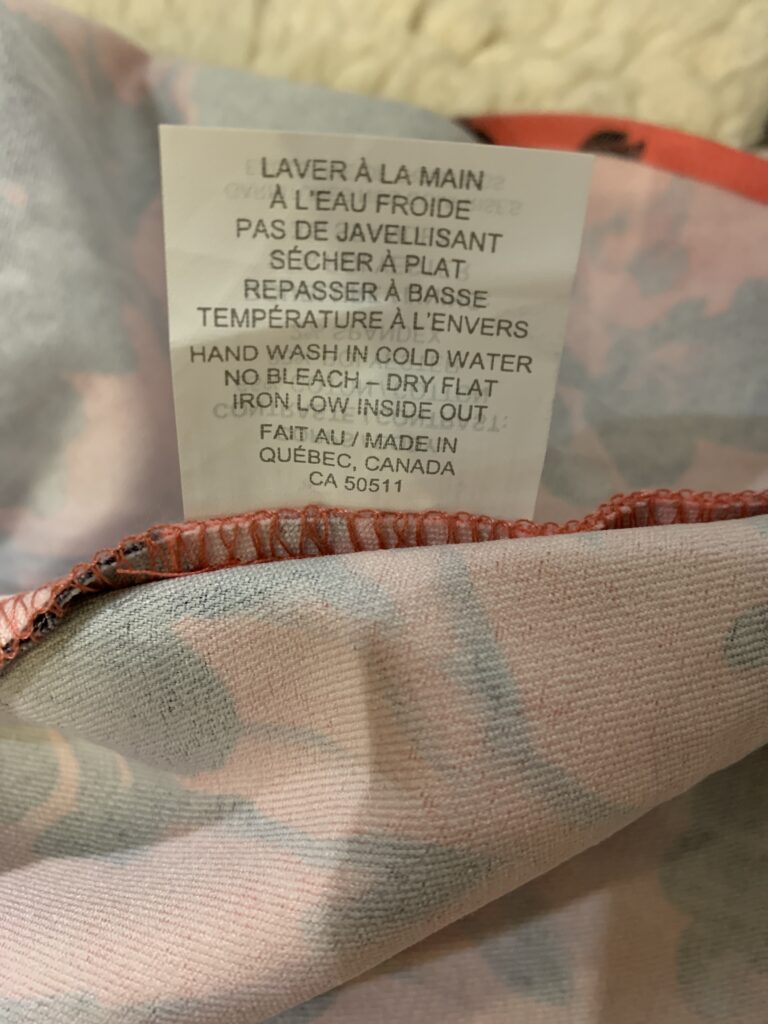 LAVER À LA MAIN
À L'EAU FROIDE
PAS DE JAVELLISANT
SÉCHER À PLAT
REPASSER À BASSE
TEMPÉRATURE À L'ENVERS
HAND WASH IN COLD WATER
NO BLEACH – DRY FLAT
IRON LOW INSIDE OUT
FAIT AU / MADE IN
QUÉBEC, CANADA
CA 50511